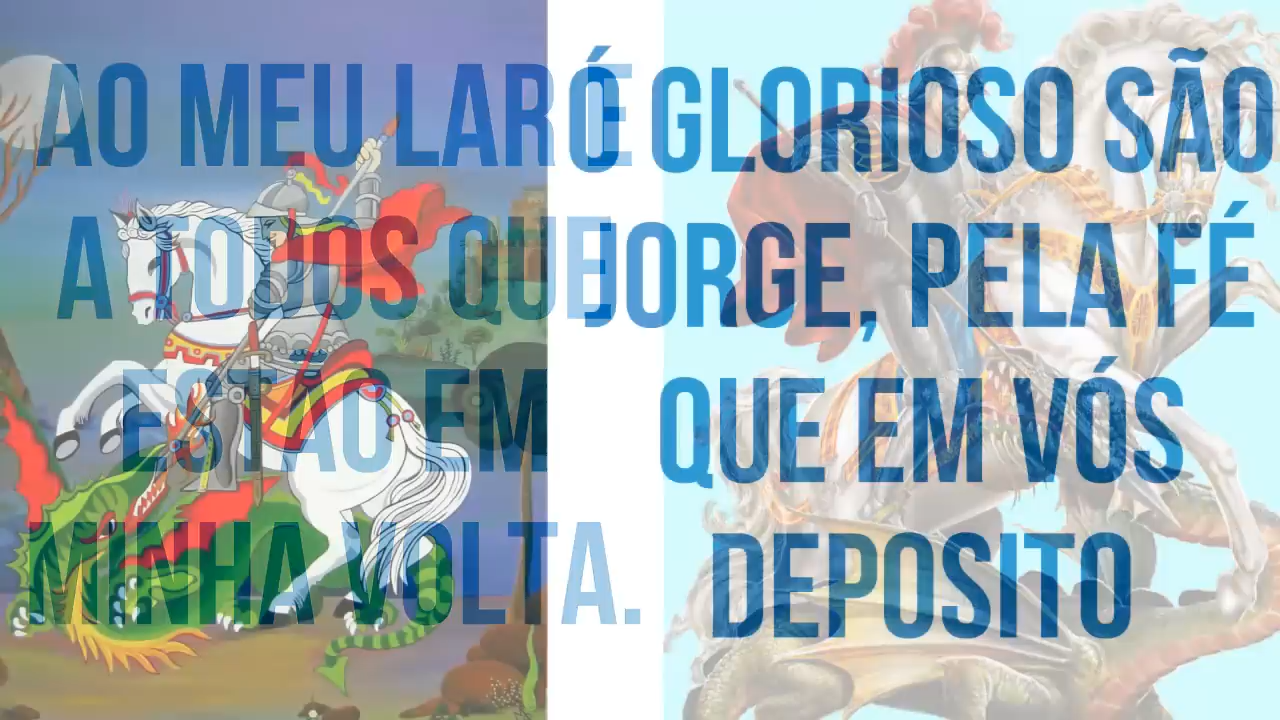 AO MEU LAR E
A TODOS QUE
ESTÃO EM
MINHA VOLTA.
Ó GLORIOSO SÃO
JORGE, PELA FÉ
QUE EM VÓS
DEPOSITO